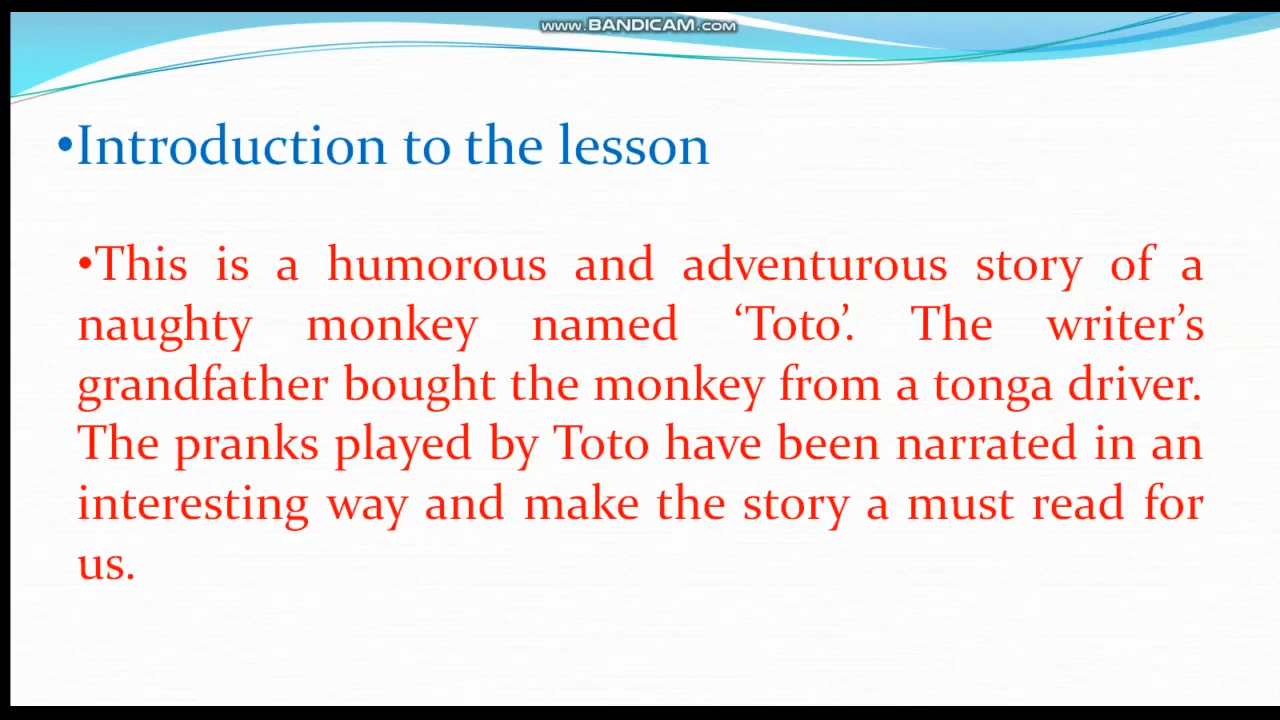 www.BANDICAM.com
•Introduction to the lesson
•This is a humorous and adventurous story of a
naughty monkey named ‘Toto’. The writer’s
grandfather bought the monkey from a tonga driver.
The pranks played by Toto have been narrated in an
interesting way and make the story a must read for
us.